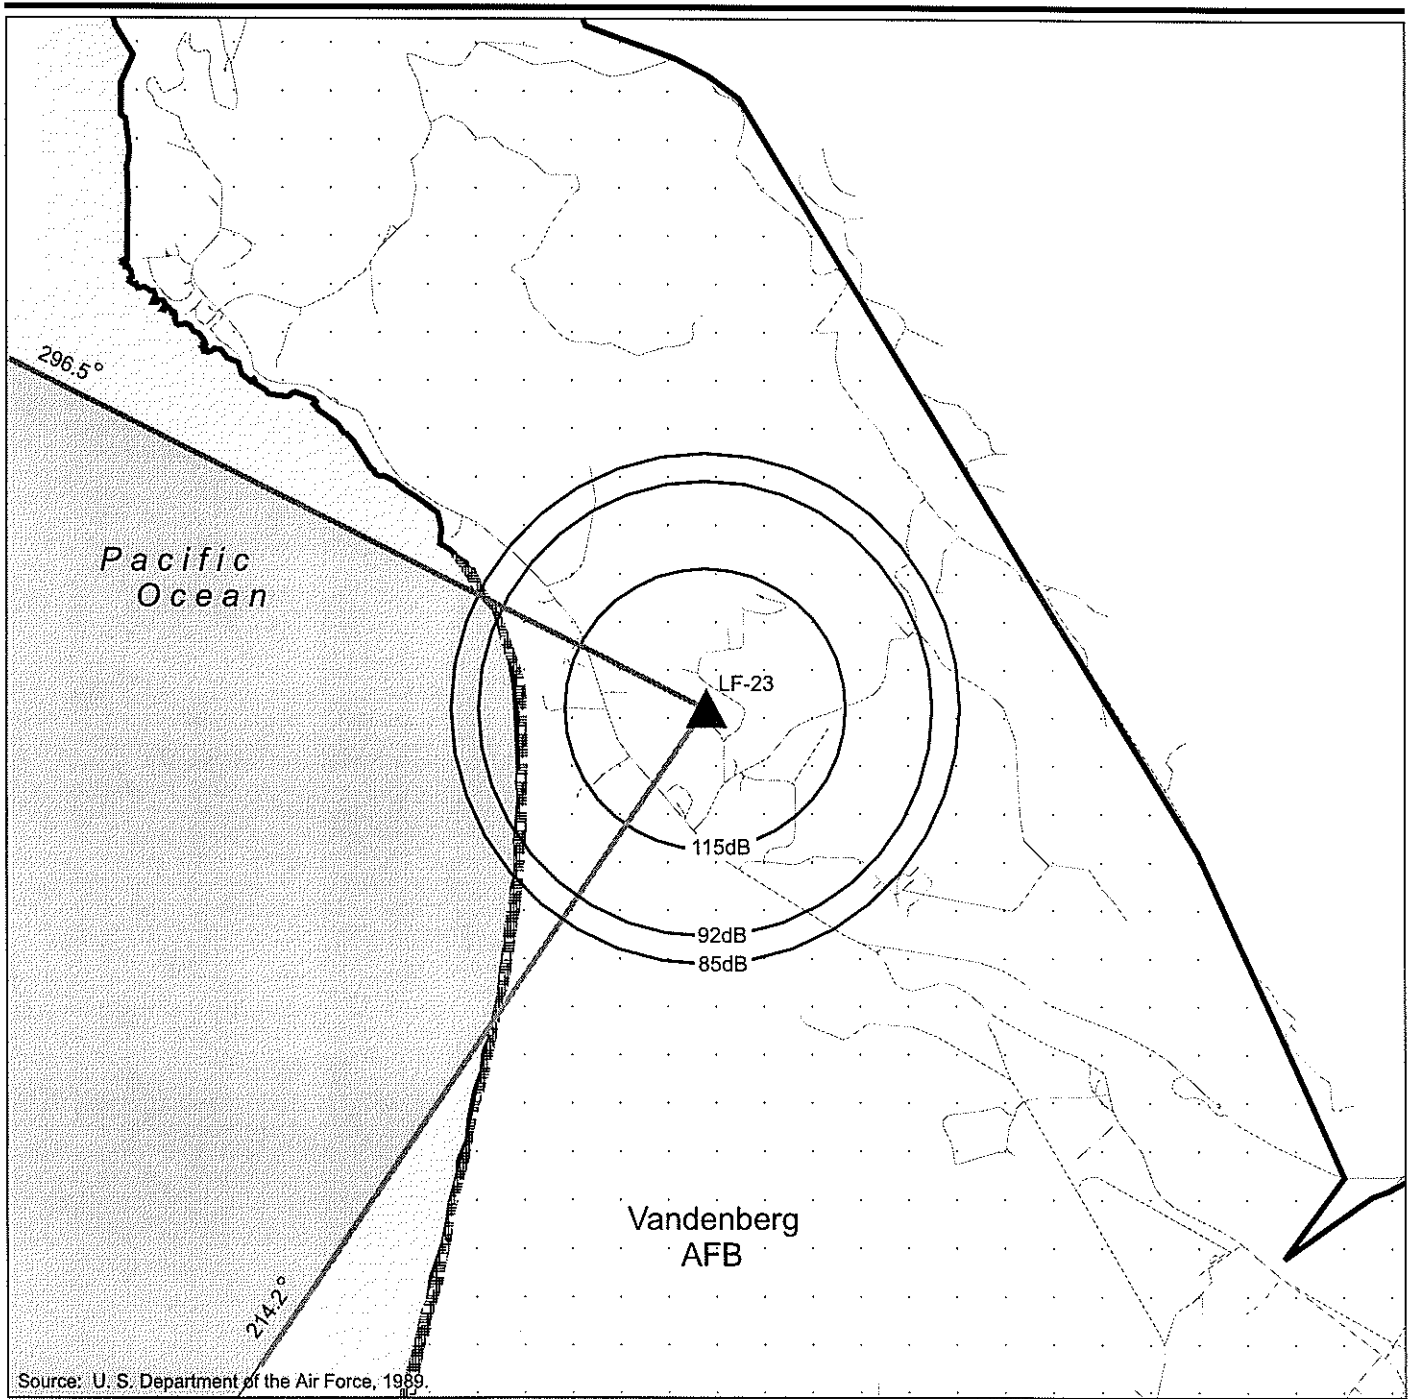 296.5°
Pacific
Ocean
LF-23
115dB
92dB
85dB
Vandenberg
AFB
214.2°
Source: U. S. Department of the Air Force, 1989.